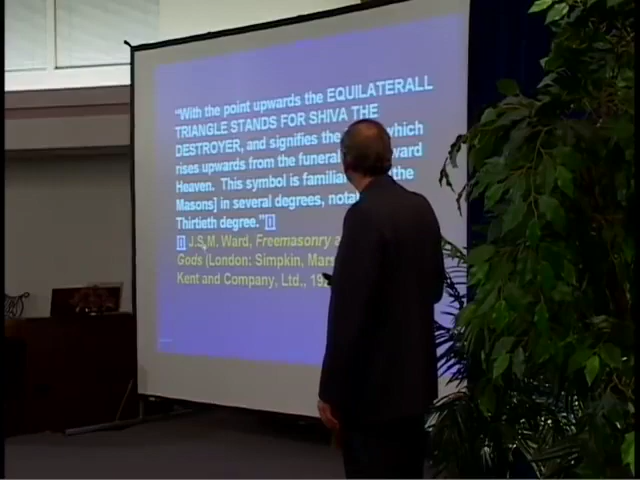 "With the point upwards the EQUILATERALL
TRIANGLE STANDS FOR SHIVA THE
DESTROYER, and signifies the which
rises upwards from the funeral ward
Heaven. This symbol is familia the
Masons] in several degrees, nota
Thirtieth degree."[]
[] J.S.M. Ward, Freemasonry a
Gods (London: Simpkin, Mars
Kent and Company, Ltd., 19